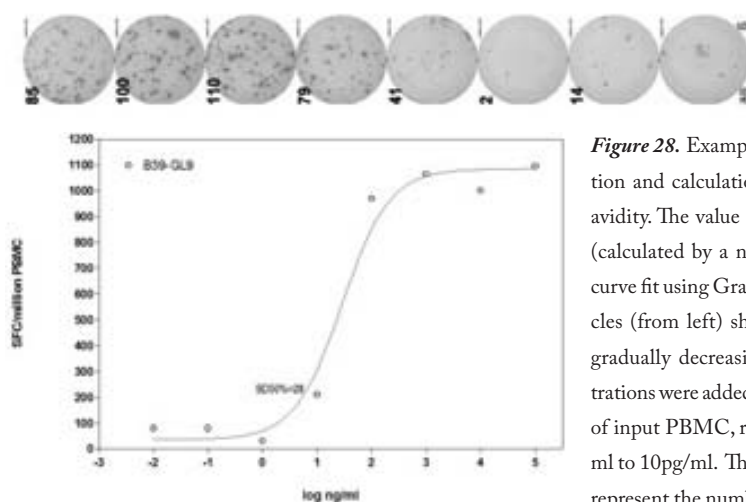 85 100 110 79 41 2 14
1200
1100
1000
900
800
700
600
500
400
300
200
100
0
B39-GL9
SFC/million PBMC
SD50%=28
-3 -2 -1 0 1 2 3 4 5
log ng/ml
Figure 28. Examp
tion and calculatio
avidity. The value
(calculated by a n
curve fit using Gra
cles (from left) sh
gradually decreasi
trations were added
of input PBMC, r
ml to 10pg/ml. Th
represent the num